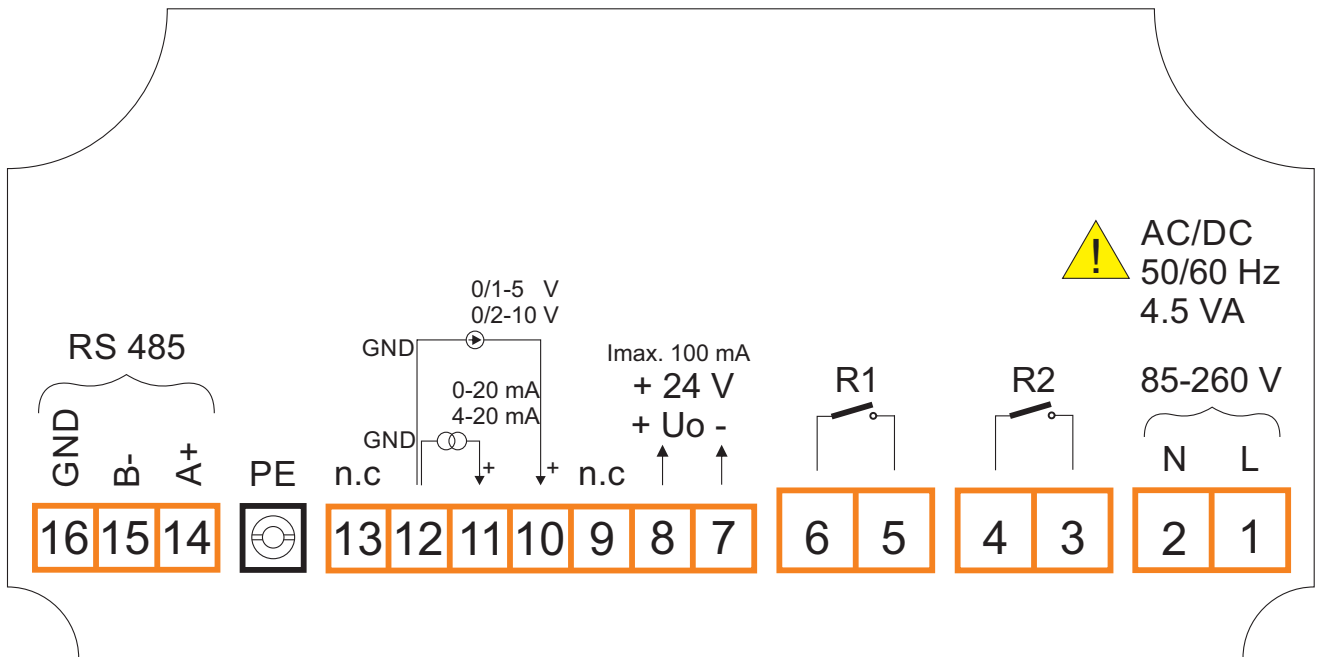 AC/DC
50/60 Hz
4.5 VA
!
0/1-5 V
0/2-10 V
GND
0-20 mA
4-20 mA
GND
+
+
RS 485
GND
B-
A+
PE
n.c
n.c
Imax. 100 mA
+ 24 V
+ Uo -
R1
R2
85-260 V
N L
16 15 14 13 12 11 10 9 8 7 6 5 4 3 2 1